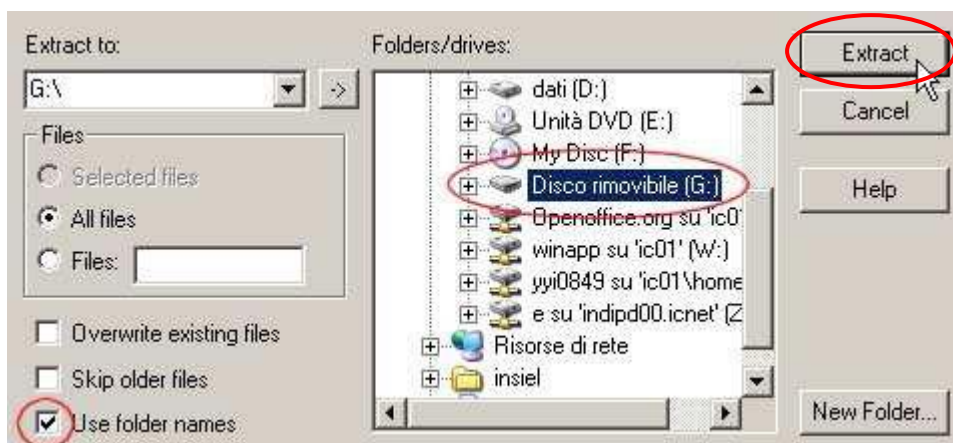 Extract to:
G:\
->
Files
Selected files
All files
Files:
Overwrite existing files
Skip older files
Use folder names
Folders/drives:
dati (D:)
Unità DVD (E:)
My Disc (F:)
Disco rimovibile (G:)
Openoffice.org su 'ic0
winapp su 'ic01' (W:)
yyi0849 su 'ic01\home
e su 'indipd00.icnet' (Z
Risorse di rete
insiel
Extract
Cancel
Help
New Folder...